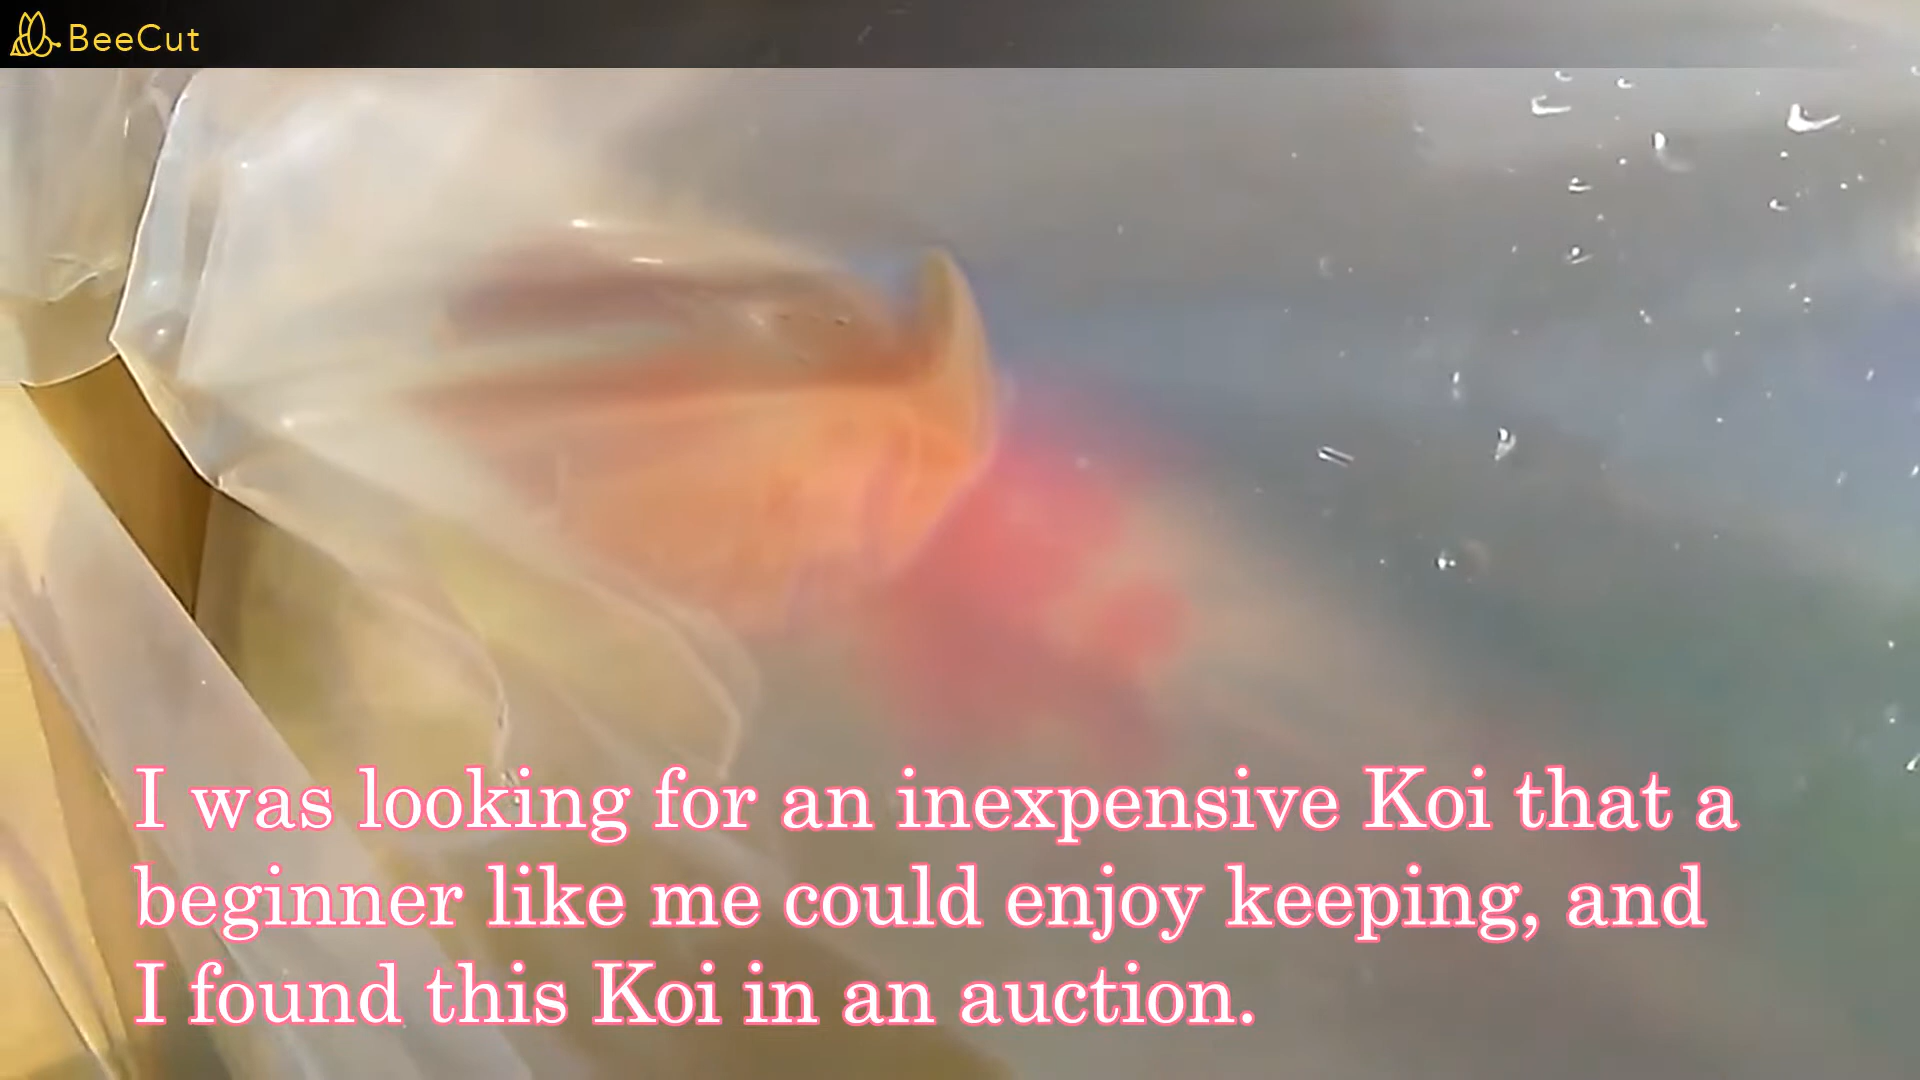 BeeCut
I was looking for an inexpensive Koi that a
beginner like me could enjoy keeping, and
I found this Koi in an auction.